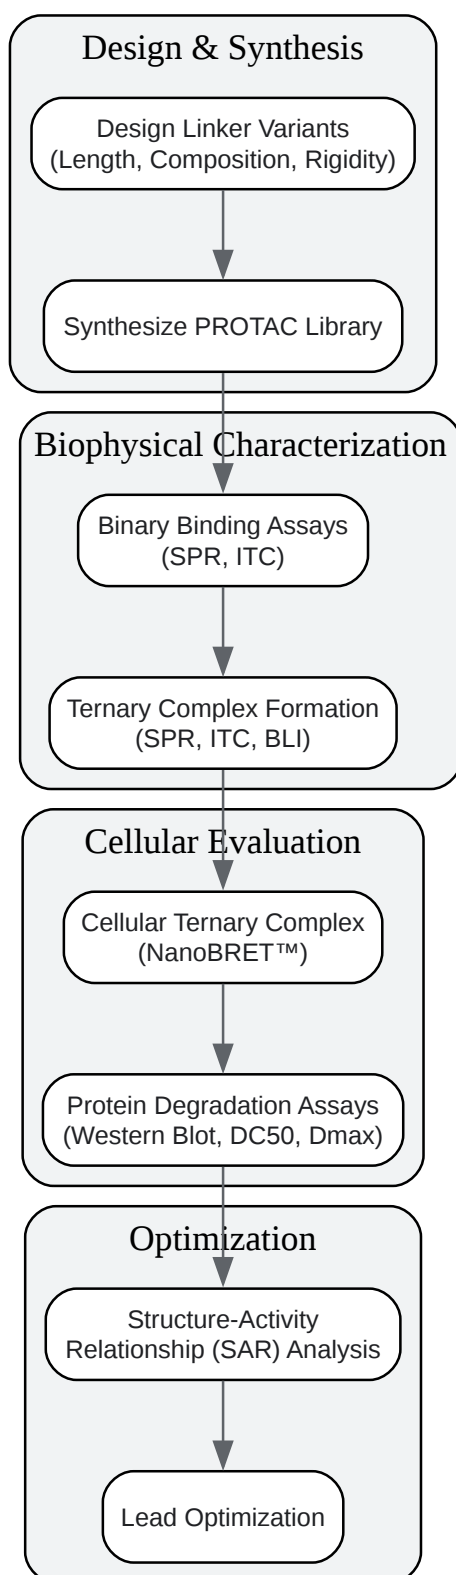 Design & Synthesis
Design Linker Variants
(Length, Composition, Rigidity)
Synthesize PROTAC Library
Biophysical Characterization
Binary Binding Assays
(SPR, ITC)
Ternary Complex Formation
(SPR, ITC, BLI)
Cellular Evaluation
Cellular Ternary Complex
(NanoBRET™)
Protein Degradation Assays
(Western Blot, DC50, Dmax)
Optimization
Structure-Activity
Relationship (SAR) Analysis
Lead Optimization